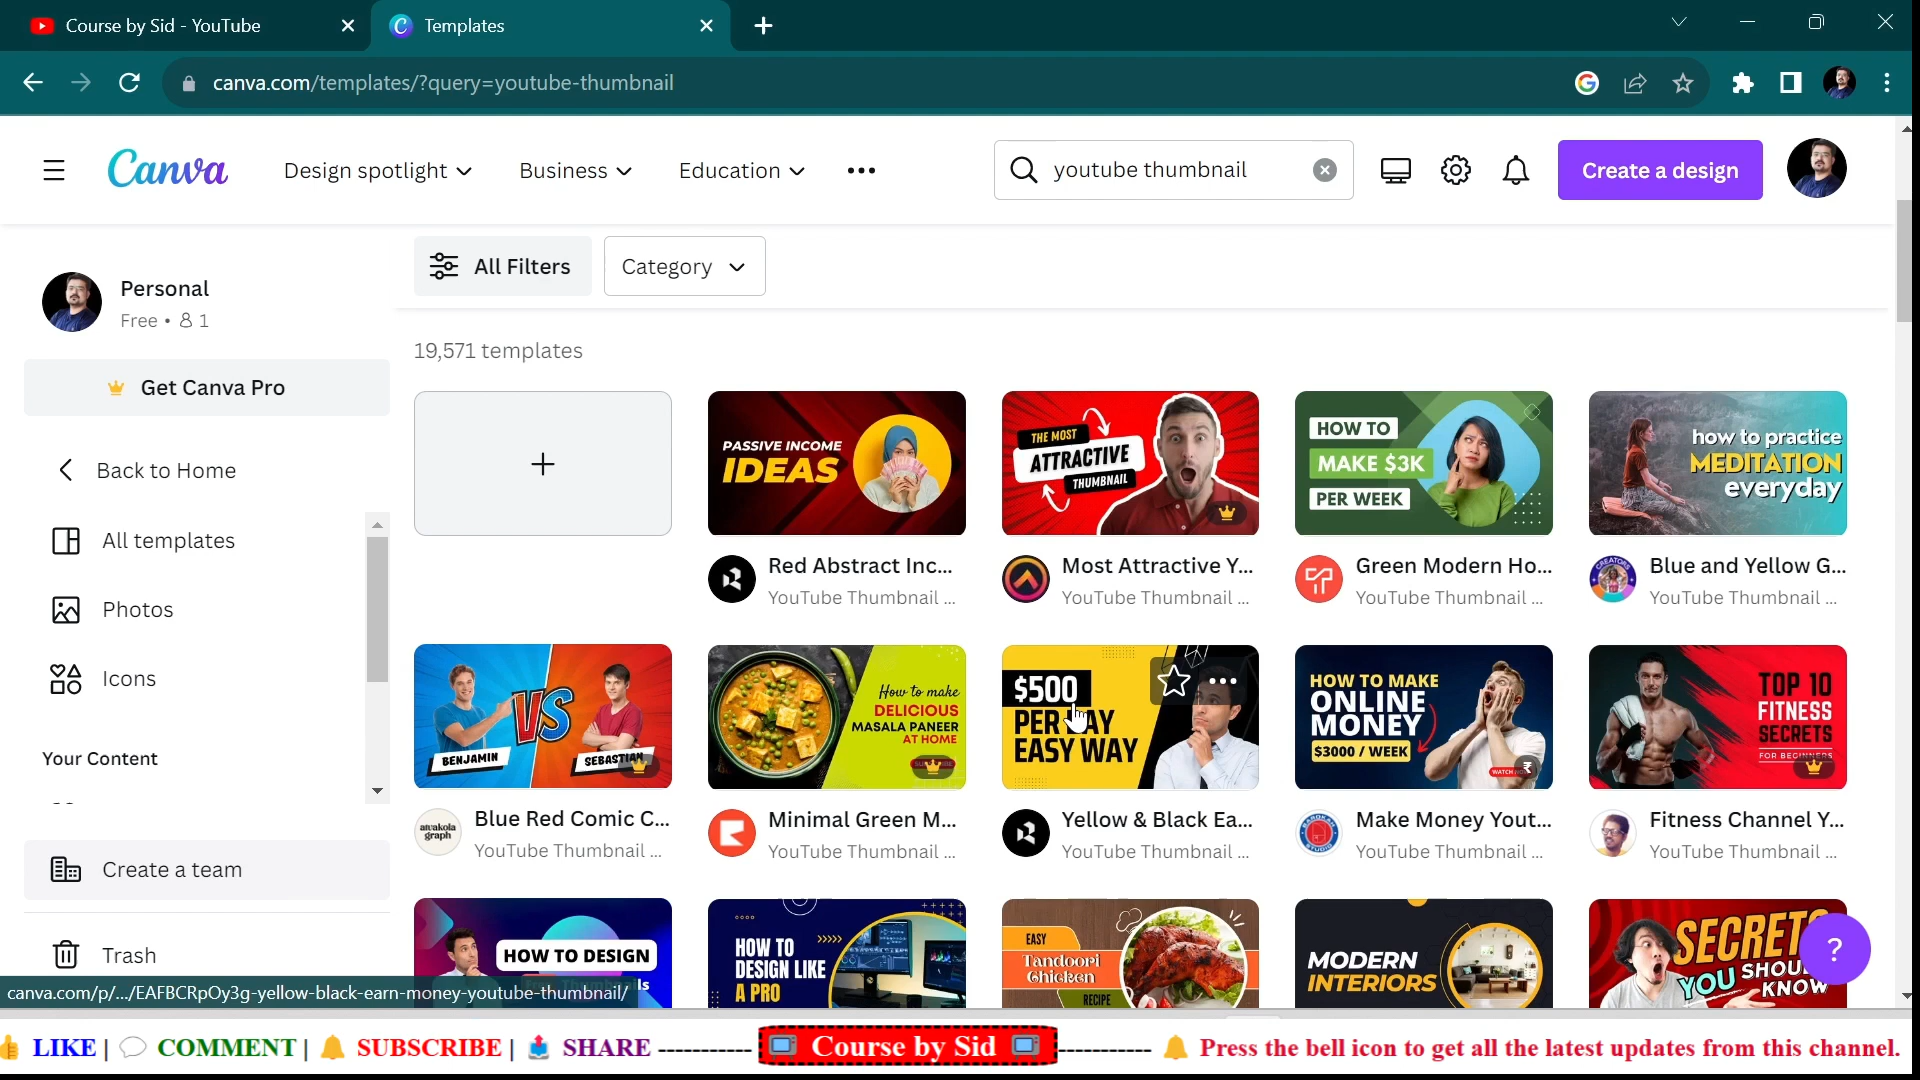 Course by Sid - YouTube
Templates
canva.com/templates/?query=youtube-thumbnail
Canva
Design spotlight
Business
Education
youtube thumbnail
Create a design
Personal
Free • 1
Get Canva Pro
Back to Home
All templates
Photos
Icons
Your Content
Create a team
Trash
canva.com/p/.../EAFBCRpOy3g-yellow-black-earn-money-youtube-thumbnail/
All Filters
Category
19,571 templates
PASSIVE INCOME
IDEAS
Red Abstract Inc...
YouTube Thumbnail ...
THE MOST
ATTRACTIVE
THUMBNAIL
Most Attractive Y...
YouTube Thumbnail ...
HOW TO
MAKE $3K
PER WEEK
Green Modern Ho...
YouTube Thumbnail ...
how to practice
MEDITATION
everyday
CREATORS
Blue and Yellow G...
YouTube Thumbnail ...
VS
BENJAMIN
SEBASTIAN
Blue Red Comic C...
YouTube Thumbnail ...
How to make
DELICIOUS
MASALA PANEER
AT HOME
Minimal Green M...
YouTube Thumbnail ...
$500
PER DAY
EASY WAY
Yellow & Black Ea...
YouTube Thumbnail ...
HOW TO MAKE
ONLINE
MONEY
$3000 / WEEK
WATCH NOW
Make Money Yout...
YouTube Thumbnail ...
TOP 10
FITNESS
SECRETS
FOR BEGINNERS
Fitness Channel Y...
YouTube Thumbnail ...
HOW TO DESIGN
HOW TO
DESIGN LIKE
A PRO
EASY
Tandoori
Chicken
RECIPE
MODERN
INTERIORS
SECRETS
YOU SHOULD
KNOW
?
LIKE | COMMENT | SUBSCRIBE | SHARE ---------- Course by Sid ---------- Press the bell icon to get all the latest updates from this channel.